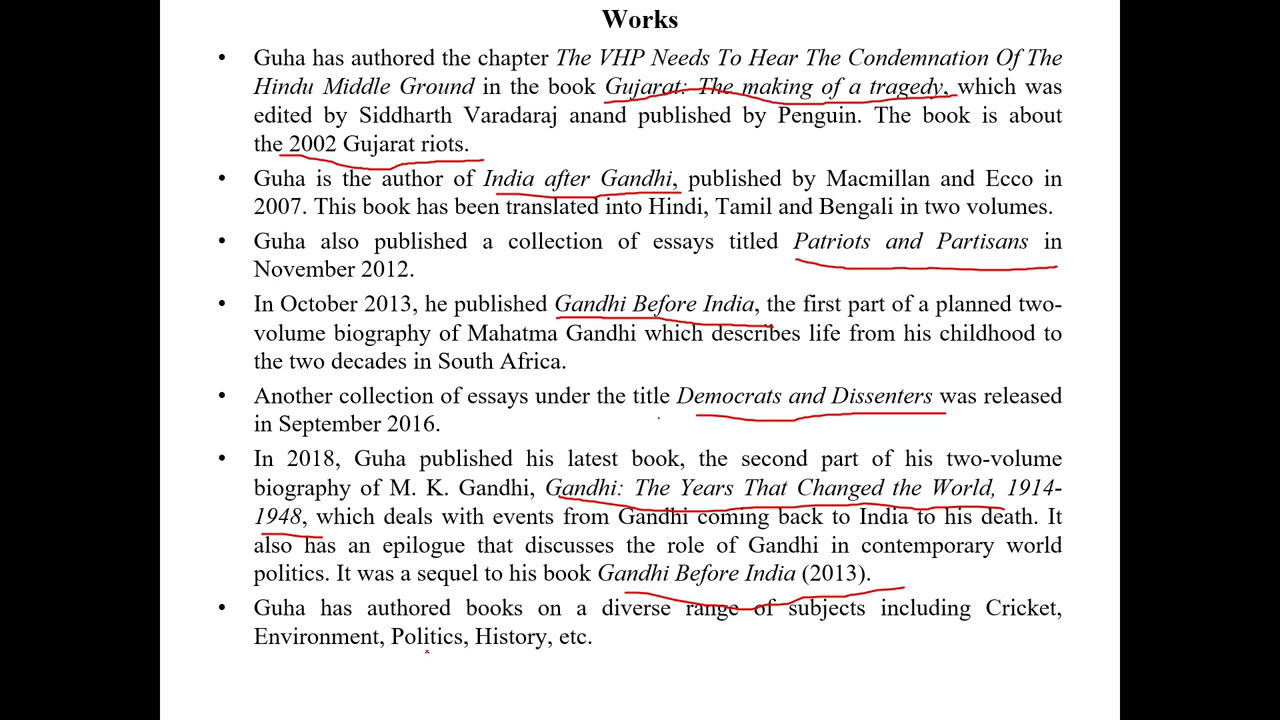 Works
• Guha has authored the chapter The VHP Needs To Hear The Condemnation Of The
Hindu Middle Ground in the book Gujarat: The making of a tragedy, which was
edited by Siddharth Varadaraj anand published by Penguin. The book is about
the 2002 Gujarat riots.
• Guha is the author of India after Gandhi, published by Macmillan and Ecco in
2007. This book has been translated into Hindi, Tamil and Bengali in two volumes.
• Guha also published a collection of essays titled Patriots and Partisans in
November 2012.
• In October 2013, he published Gandhi Before India, the first part of a planned two-
volume biography of Mahatma Gandhi which describes life from his childhood to
the two decades in South Africa.
• Another collection of essays under the title Democrats and Dissenters was released
in September 2016.
• In 2018, Guha published his latest book, the second part of his two-volume
biography of M. K. Gandhi, Gandhi: The Years That Changed the World, 1914-
1948, which deals with events from Gandhi coming back to India to his death. It
also has an epilogue that discusses the role of Gandhi in contemporary world
politics. It was a sequel to his book Gandhi Before India (2013).
• Guha has authored books on a diverse range of subjects including Cricket,
Environment, Politics, History, etc.